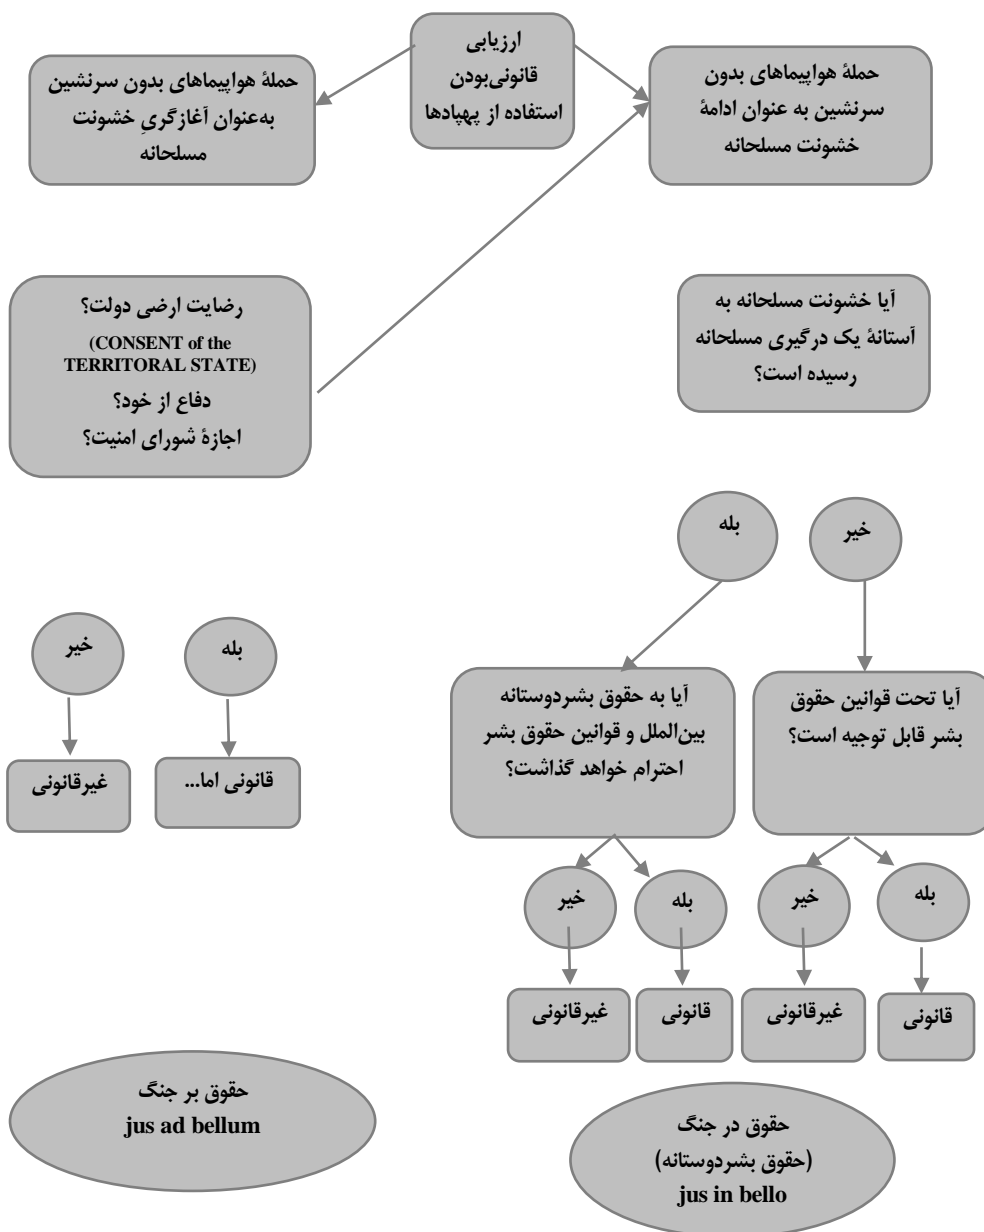 ارزیابی
قانونی‌بودن
استفاده از پهپادها
حملهٔ هواپیماهای بدون
سرنشین به عنوان ادامهٔ
خشونت مسلحانه
حملهٔ هواپیماهای بدون سرنشین
به‌عنوان آغازگریِ خشونت
مسلحانه
آیا خشونت مسلحانه به
آستانهٔ یک درگیری مسلحانه
رسیده است؟
رضایت ارضی دولت؟
(CONSENT of the
TERRITORAL STATE)
دفاع از خود؟
اجازهٔ شورای امنیت؟
خیر
بله
بله
خیر
آیا تحت قوانین حقوق
بشر قابل توجیه است؟
آیا به حقوق بشردوستانه
بین‌الملل و قوانین حقوق بشر
احترام خواهد گذاشت؟
قانونی اما...
غیرقانونی
بله
خیر
بله
خیر
قانونی
غیرقانونی
قانونی
غیرقانونی
حقوق در جنگ
(حقوق بشردوستانه)
jus in bello
حقوق بر جنگ
jus ad bellum